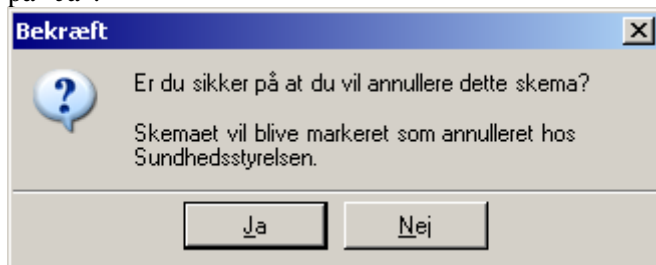 Bekræft
Er du sikker på at du vil annullere dette skema?
Skemaet vil blive markeret som annulleret hos
Sundhedsstyrelsen.
Ja
Nej